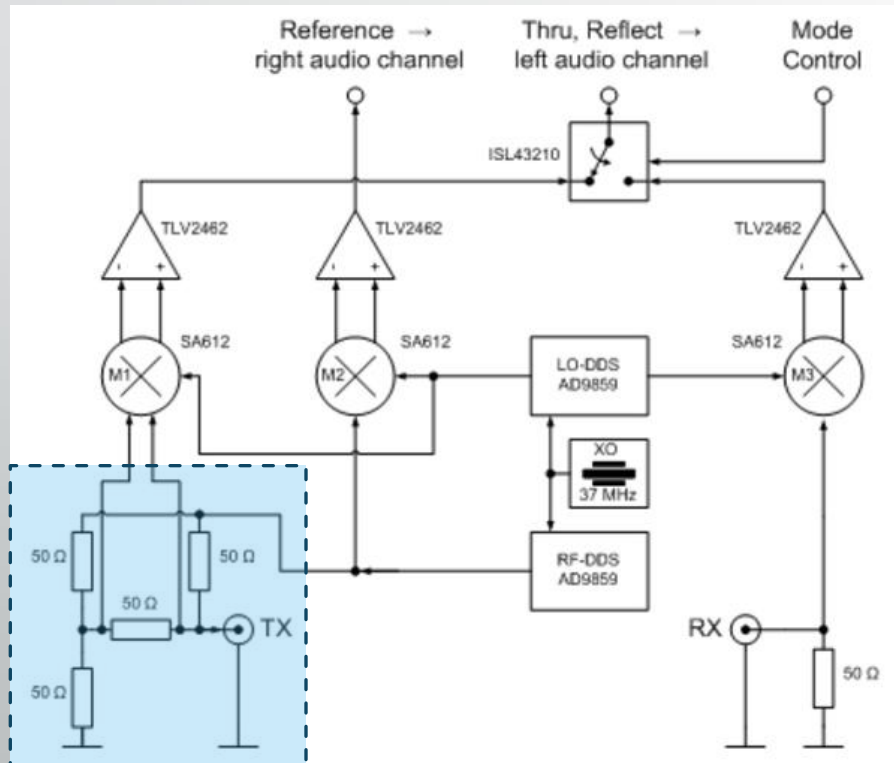 Reference → 
right audio channel
Thru, Reflect →
left audio channel
Mode
Control
ISL43210
TLV2462
TLV2462
TLV2462
- +
- +
- +
SA612
SA612
SA612
M1
M2
M3
LO-DDS
AD9859
XO
37 MHz
RF-DDS
AD9859
50 Ω
50 Ω
50 Ω
50 Ω
TX
RX
50 Ω